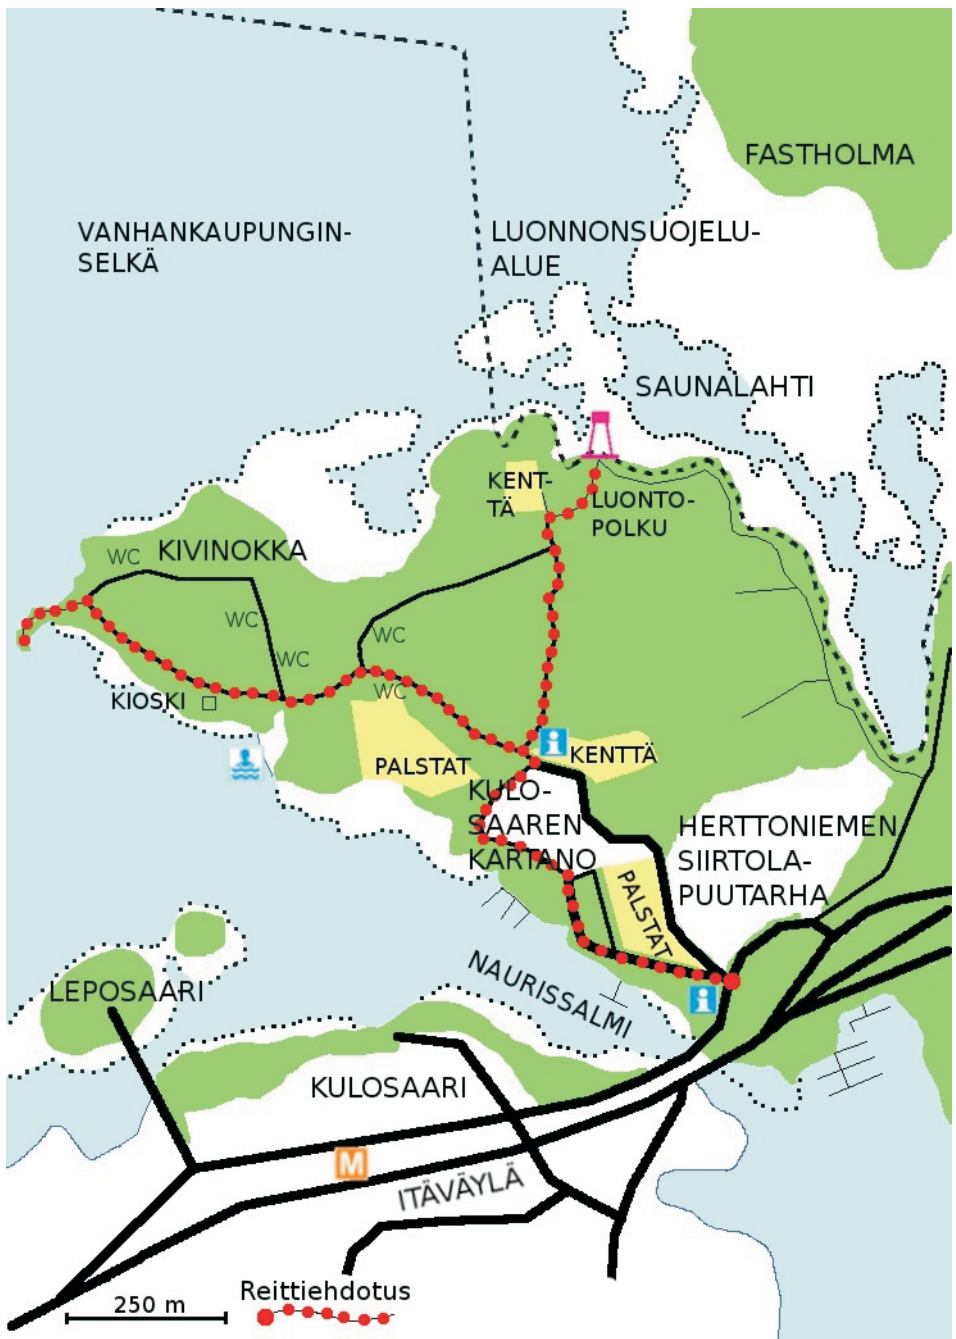 FASTHOLMA
VANHANKAUPUNGIN-
SELKÄ
LUONNONSUOJELU-
ALUE
SAUNALAHTI
KENT-
TÄ
LUONTO-
POLKU
WC
KIVINOKKA
WC
WC
WC
WC
KIOSKI
i
KENTTÄ
PALSTAT
KULO-
SAAREN
KARTANO
HERTTONIEMEN
SIIRTOLA-
PUUTARHA
PALSTAT
NAURISSALMI
i
LEPOSAARI
KULOSAARI
M
ITÄVÄYLÄ
Reittiehdotus
250 m